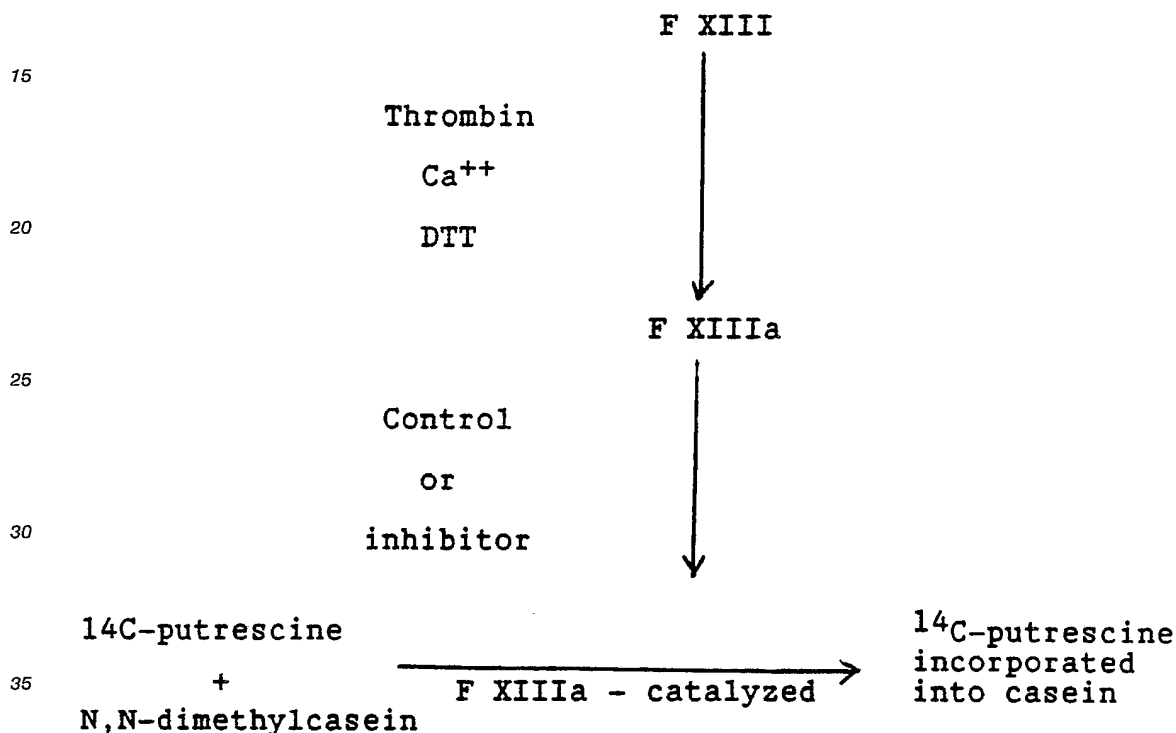 F XIII
15
Thrombin
Ca++
20
DTT
F XIIIa
25
Control
or
30
inhibitor
14C-putrescine
+
N,N-dimethylcasein
35
F XIIIa - catalyzed
14C-putrescine
incorporated
into casein